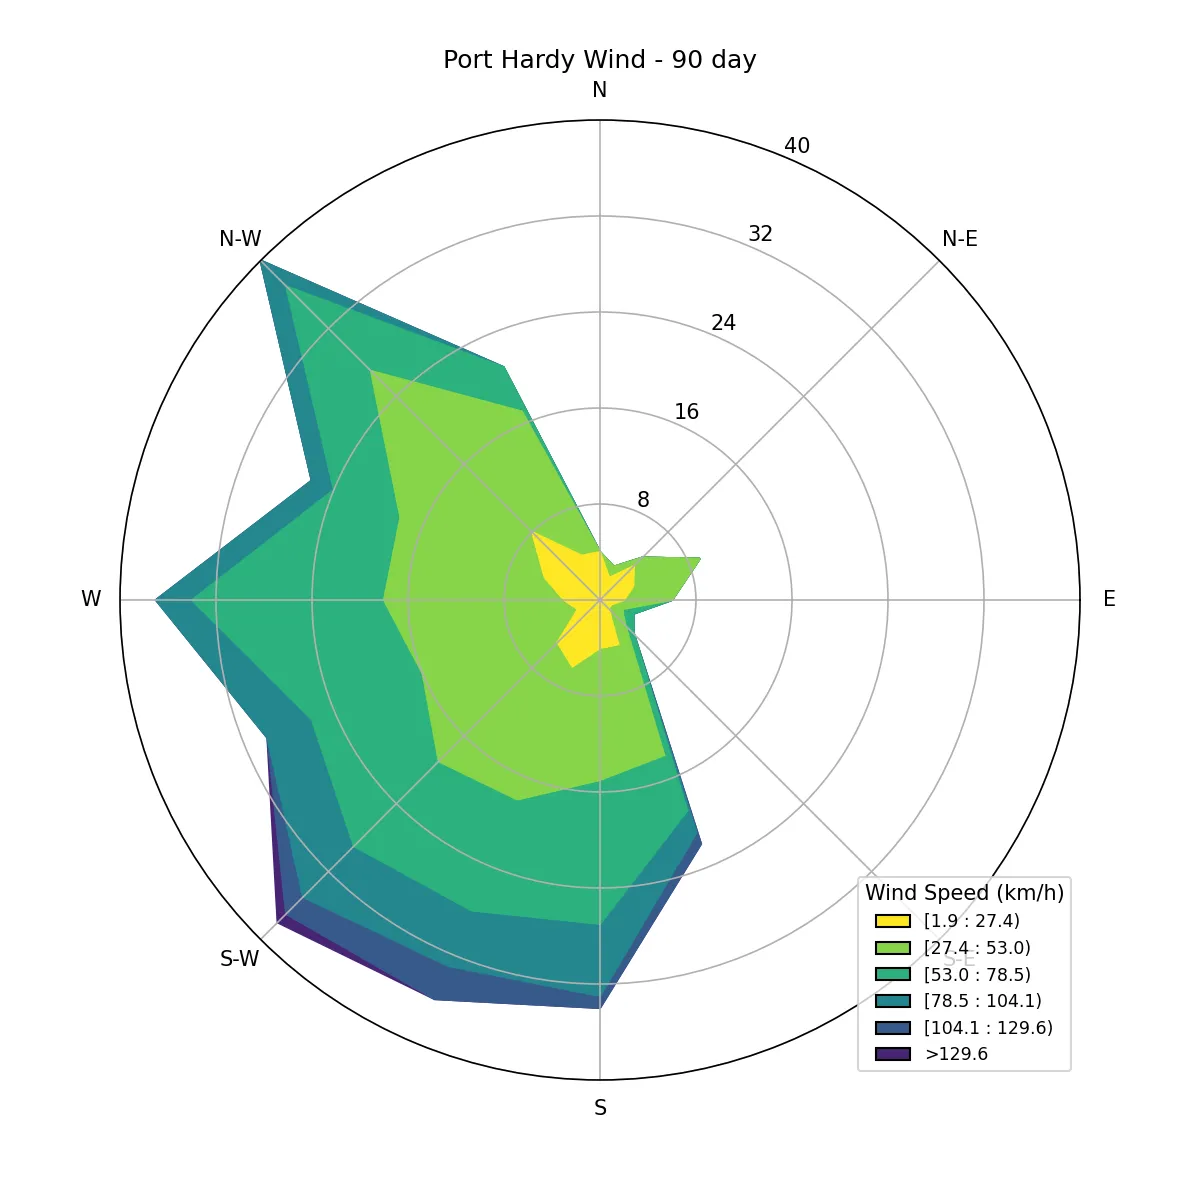 Port Hardy Wind - 90 day
N
40
N-W
N-E
32
24
16
8
W
E
Wind Speed (km/h)
[1.9 : 27.4)
[27.4 : 53.0)
S-W
S-E
[53.0 : 78.5)
[78.5 : 104.1)
[104.1 : 129.6)
>129.6
S